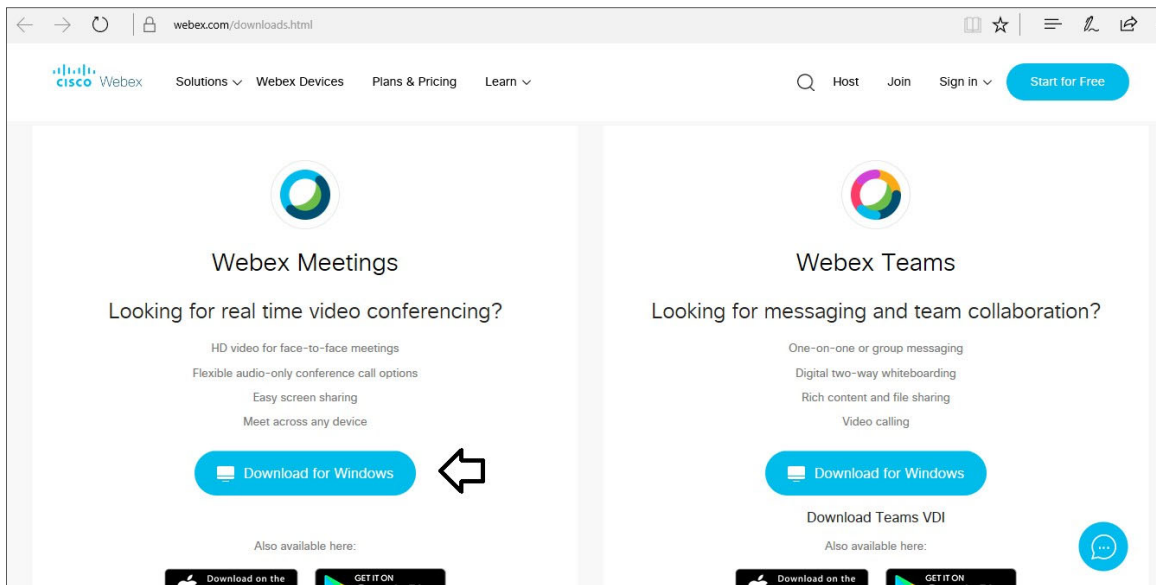 webex.com/downloads.html
CISCO Webex Solutions Webex Devices Plans & Pricing Learn Host Join Sign in Start for Free
Webex Meetings
Looking for real time video conferencing?
HD video for face-to-face meetings
Flexible audio-only conference call options
Easy screen sharing
Meet across any device
Download for Windows
Also available here:
Download on the
GET IT ON
Webex Teams
Looking for messaging and team collaboration?
One-on-one or group messaging
Digital two-way whiteboarding
Rich content and file sharing
Video calling
Download for Windows
Download Teams VDI
Also available here:
Download on the
GET IT ON